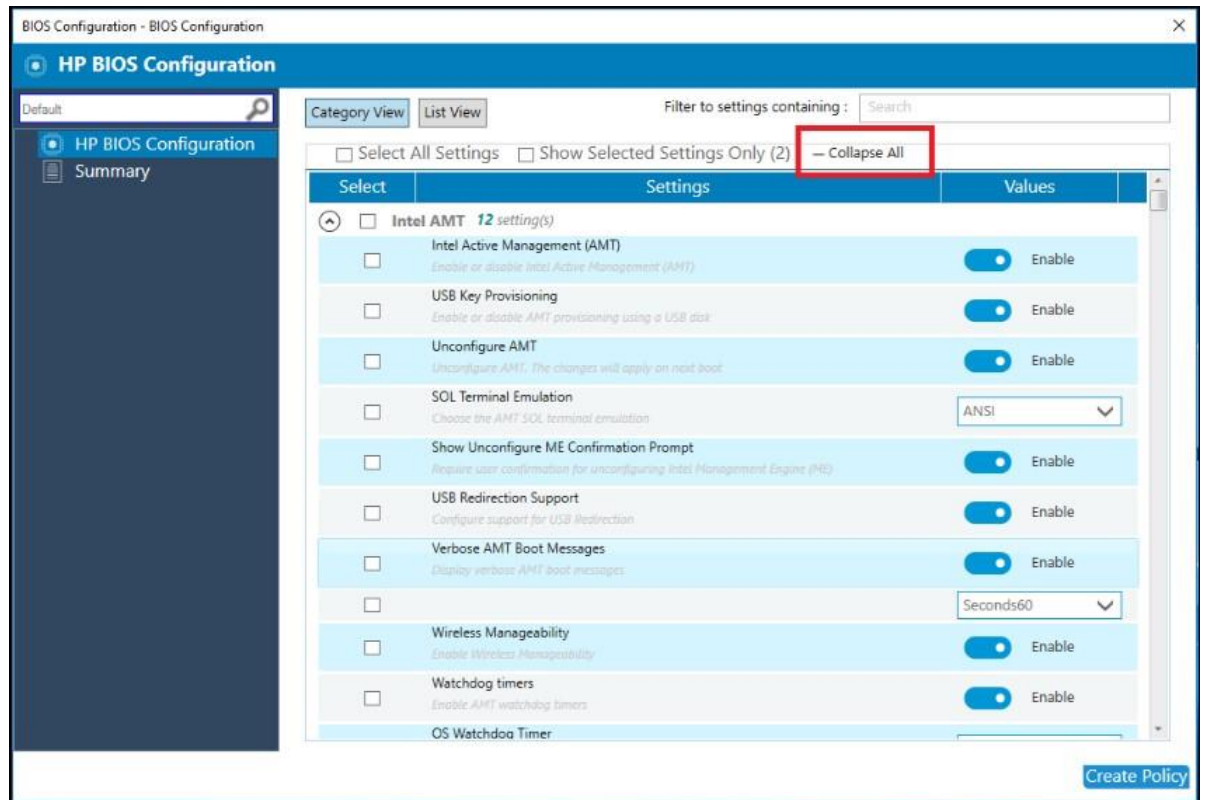 BIOS Configuration - BIOS Configuration
HP BIOS Configuration
Default
HP BIOS Configuration
Summary
Category View List View Filter to settings containing : Search
Select All Settings Show Selected Settings Only (2) — Collapse All
Select Settings Values
Intel AMT 12 setting(s)
Intel Active Management (AMT)
Enable or disable Intel Active Management (AMT)
Enable
USB Key Provisioning
Enable or disable AMT provisioning using a USB disk
Enable
Unconfigure AMT
Unconfigure AMT. The changes will apply on next boot
Enable
SOL Terminal Emulation
Choose the AMT SOL terminal emulation
ANSI
Show Unconfigure ME Confirmation Prompt
Require user confirmation for unconfiguring Intel Management Engine (ME)
Enable
USB Redirection Support
Configure support for USB Redirection
Enable
Verbose AMT Boot Messages
Display verbose AMT boot messages
Enable
Seconds60
Wireless Manageability
Enable Wireless Manageability
Enable
Watchdog timers
Enable AMT watchdog timers
Enable
OS Watchdog Timer
Create Policy